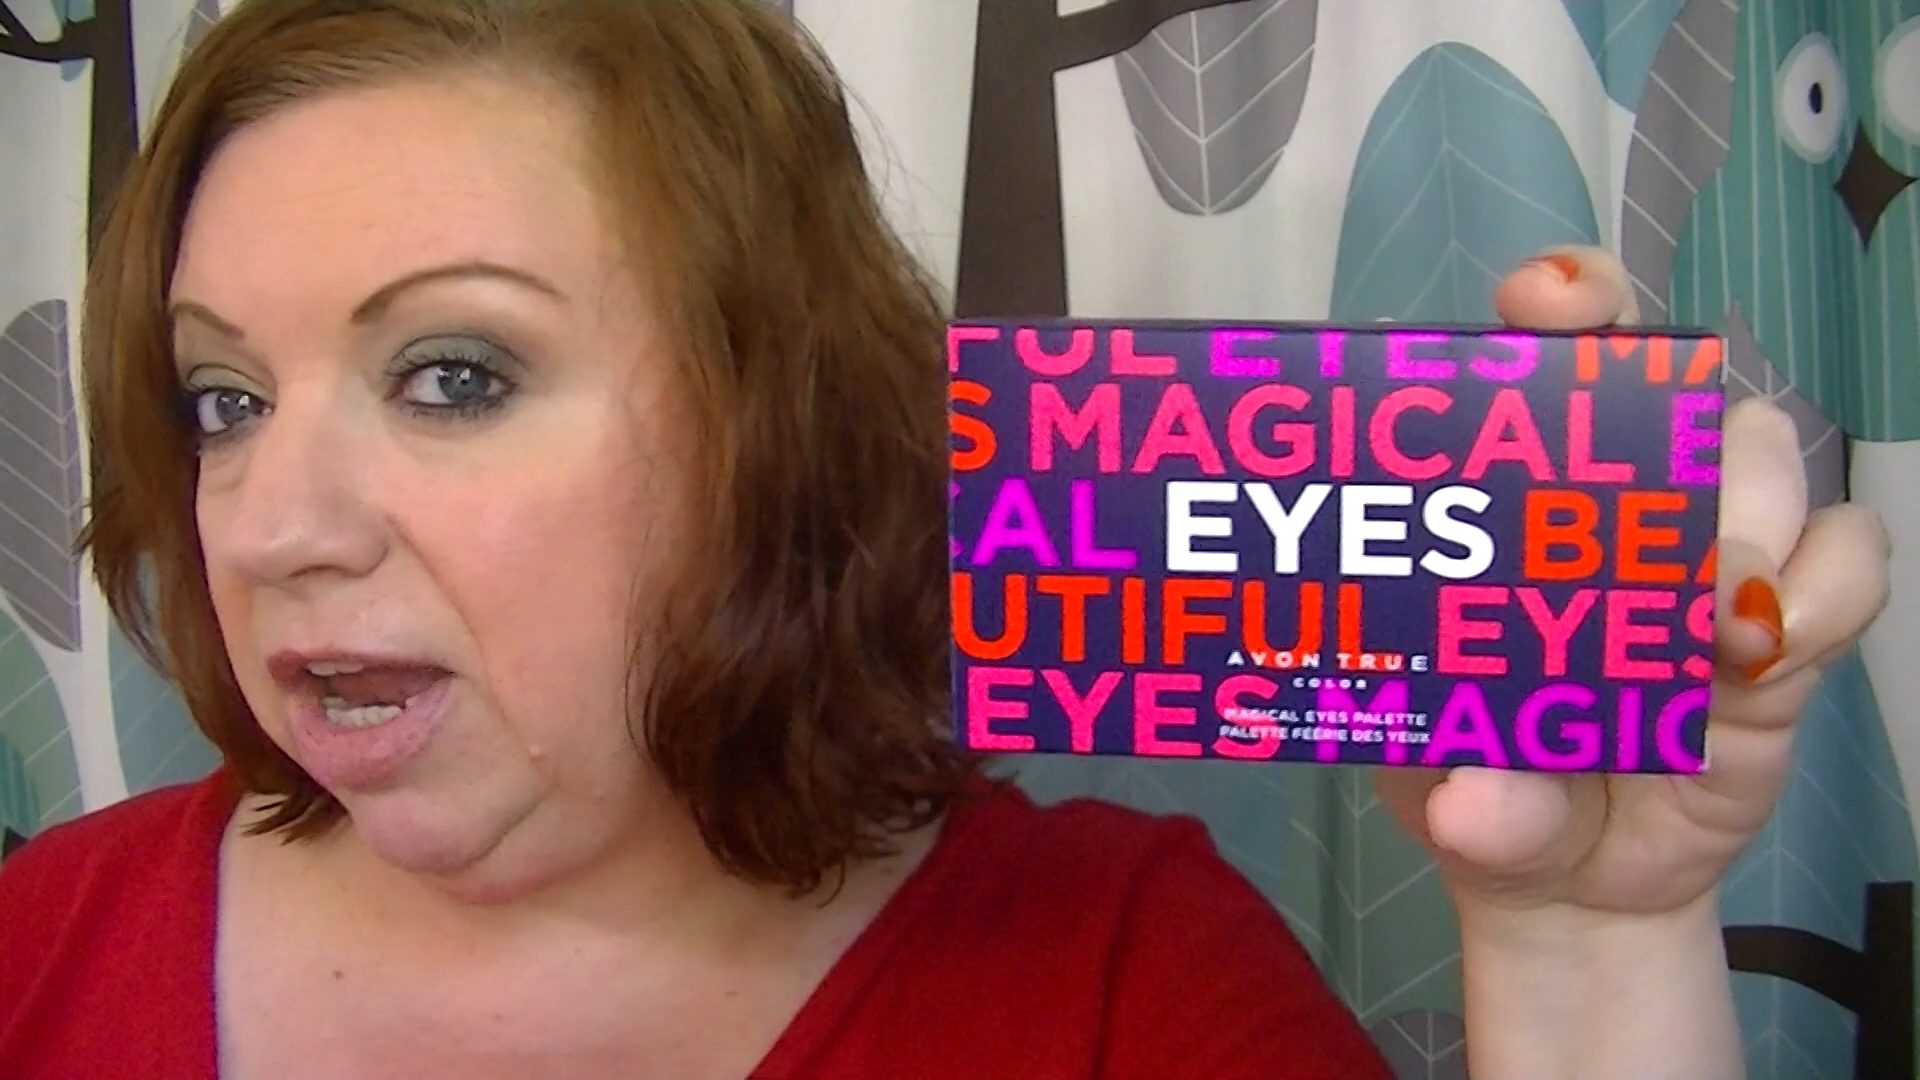 FUL EYES MA
S MAGICAL E
CAL EYES BEA
UTIFUL EYES
AVON TRUE
COLOR
EYES MAGIC
MAGICAL EYES PALETTE
PALETTE FÉÉRIE DES YEUX